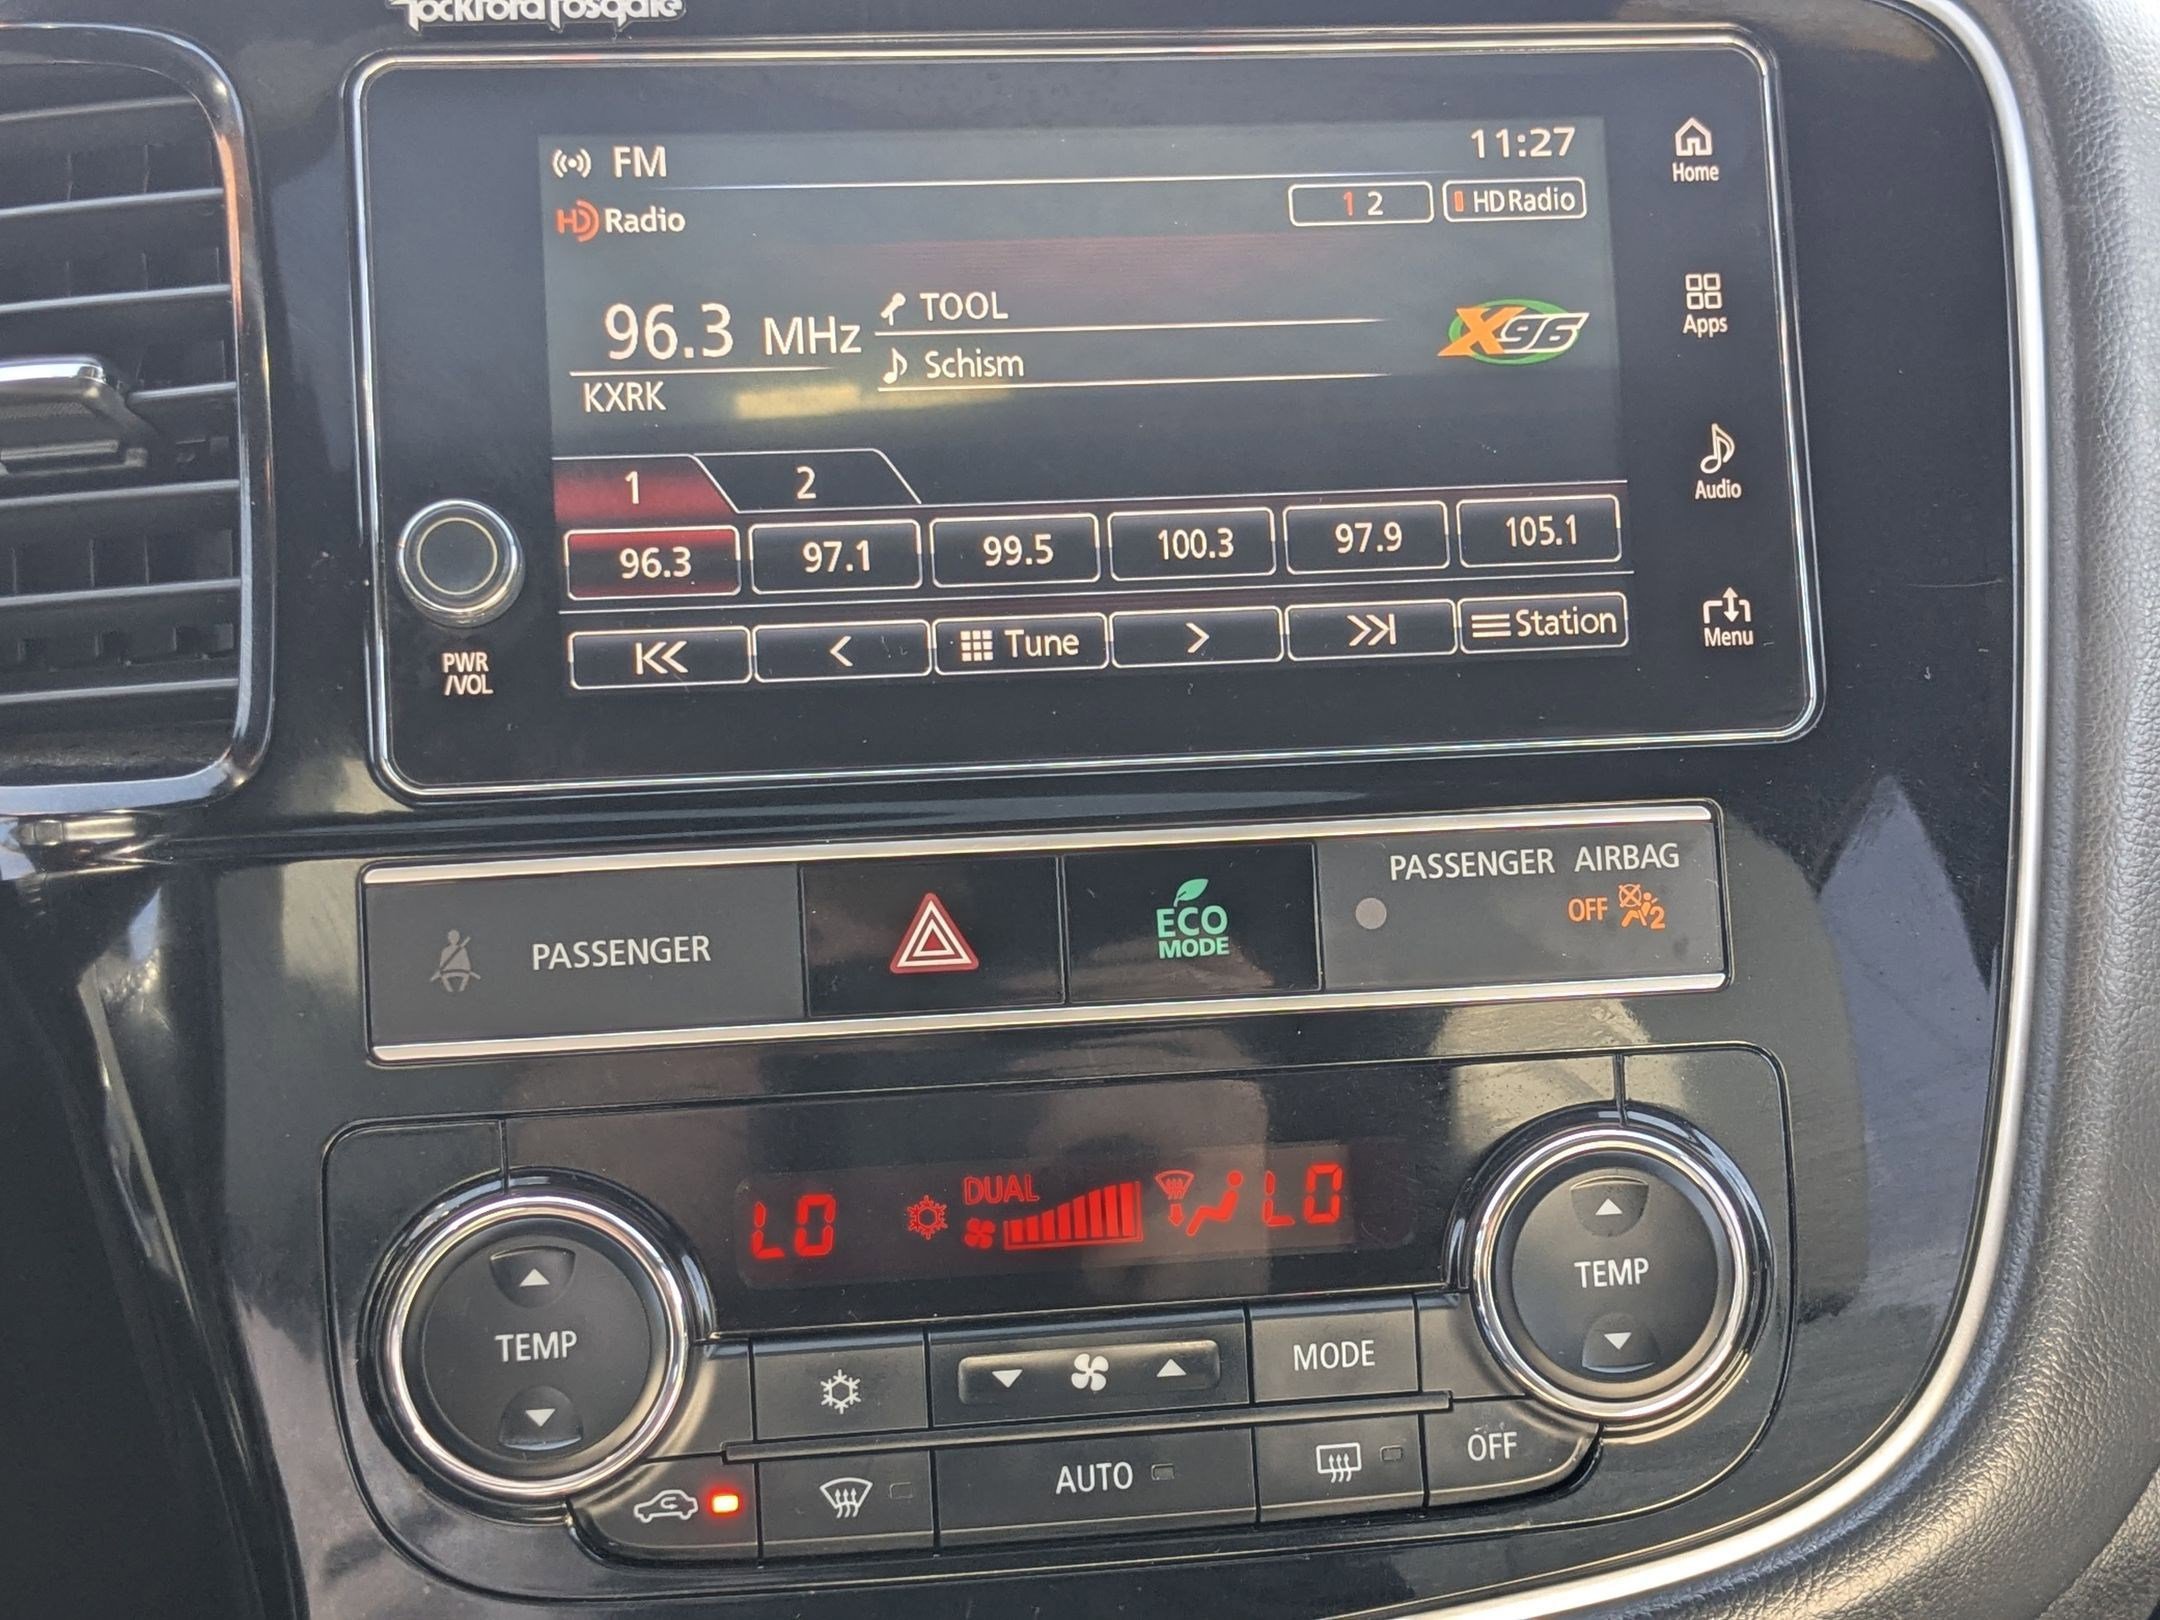 Rockford Fosgate
FM 11:27
HD Radio 1 2 HD Radio
Home
96.3 MHz TOOL
Schism
X96
KXRK
Apps
1 2
Audio
96.3 97.1 99.5 100.3 97.9 105.1
Tune Station
Menu
PWR
/VOL
PASSENGER
ECO
MODE
PASSENGER AIRBAG
OFF 2
LO DUAL LO
TEMP
TEMP
MODE
AUTO
OFF